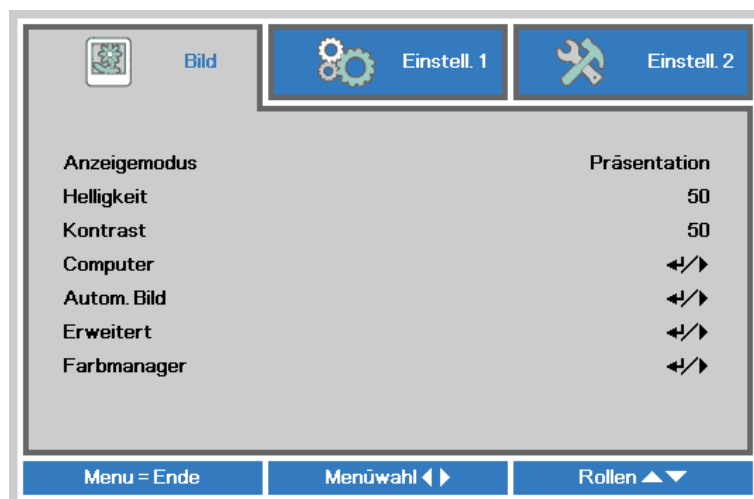 Bild Einstell. 1 Einstell. 2
Anzeigemodus Präsentation
Helligkeit 50
Kontrast 50
Computer ↵/▶
Autom. Bild ↵/▶
Erweitert ↵/▶
Farbmanager ↵/▶
Menu = Ende Menüwahl ◀ ▶ Rollen ▲▼